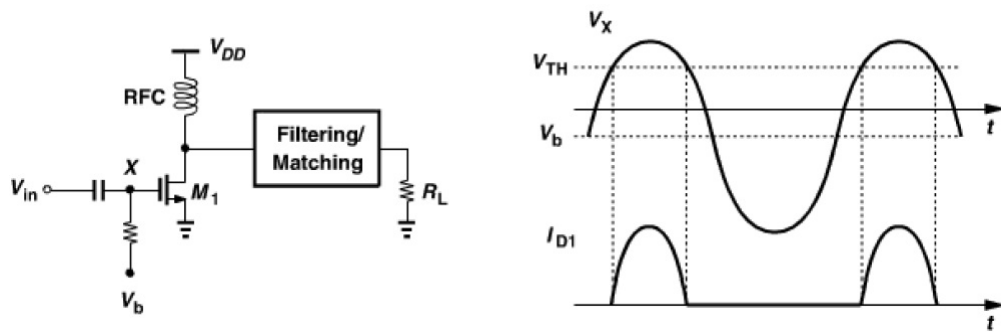 V_DD
RFC
Filtering/
Matching
X
V_in
M_1
R_L
V_b
V_X
V_TH
t
V_b
I_D1
t